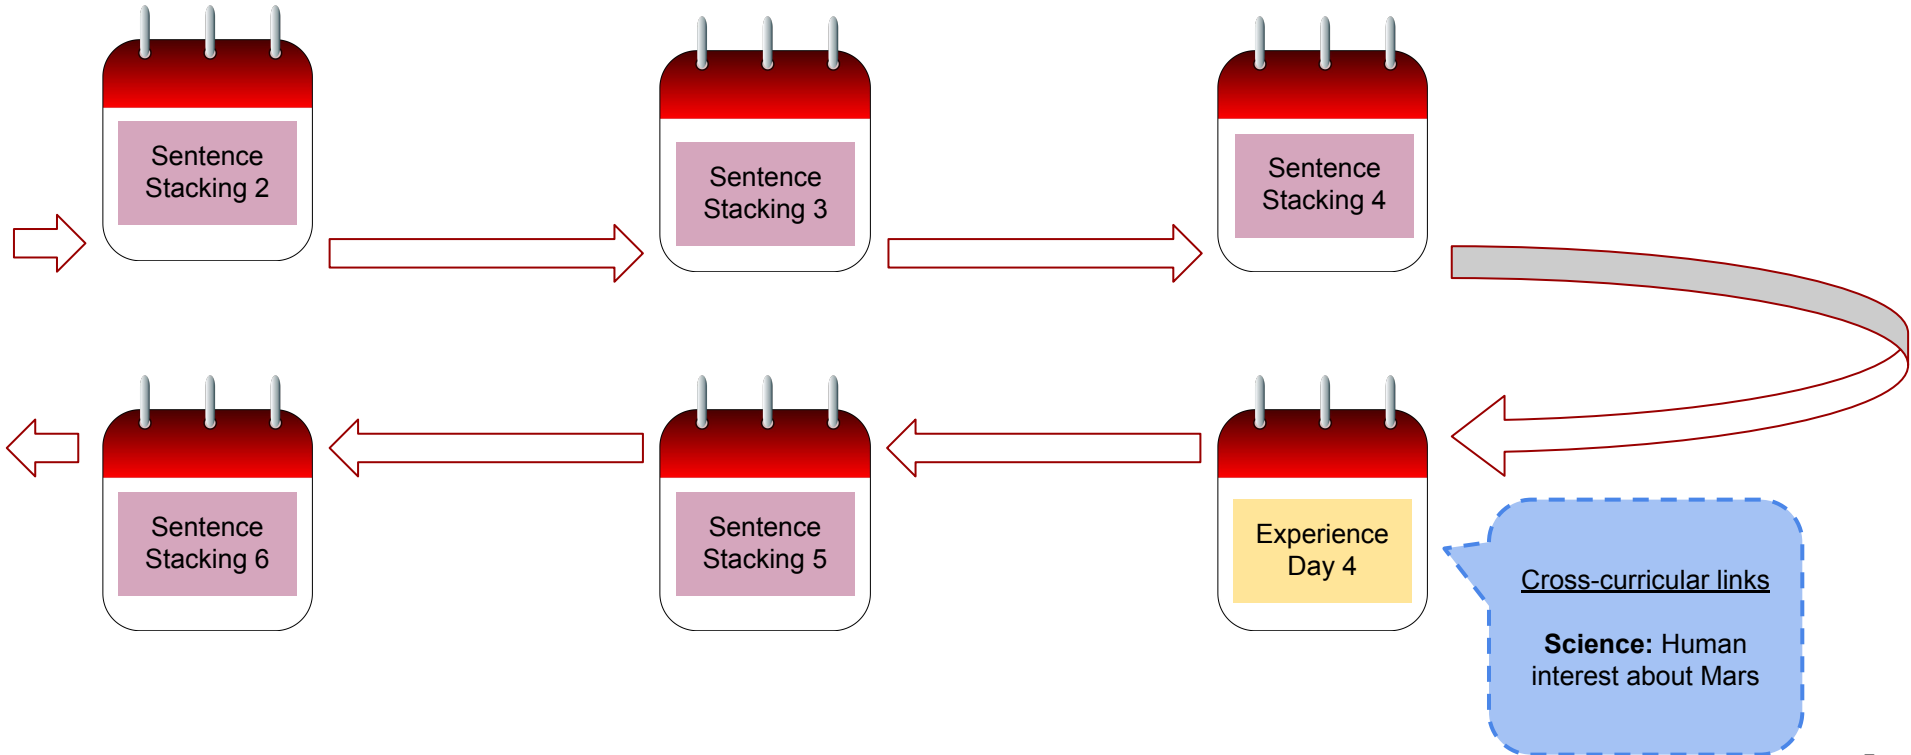 Sentence
Stacking 2
Sentence
Stacking 3
Sentence
Stacking 4
Sentence
Stacking 6
Sentence
Stacking 5
Experience
Day 4
Cross-curricular links
Science: Human
interest about Mars